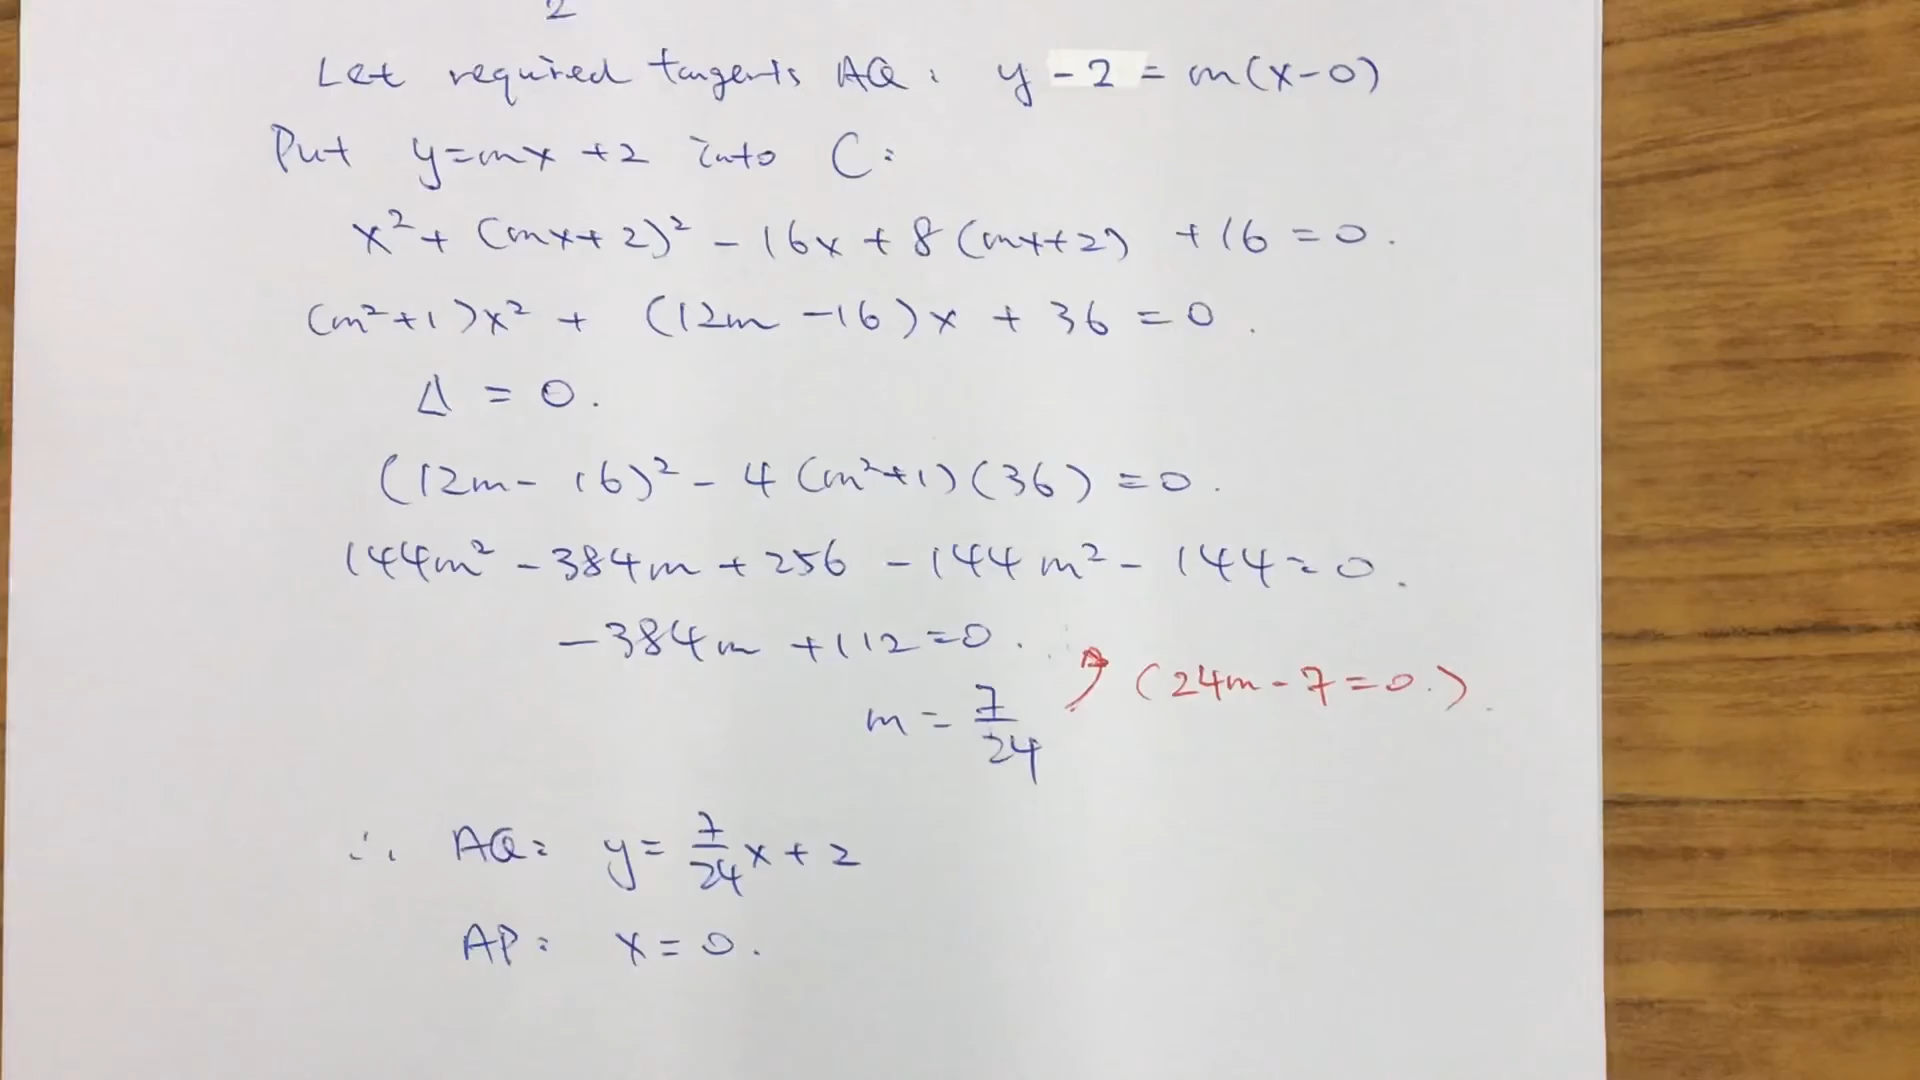 2
Let required tangents AQ : y - 2 = m(x-0)
Put y=mx +2 into C:
x² + (mx+2)² - 16x + 8(mx+2) +16 = 0.
(m²+1)x² + (12m -16)x + 36 = 0.
Δ = 0.
(12m - 16)² - 4(m²+1)(36) = 0.
144m² - 384m + 256 - 144m² - 144 = 0.
-384m + 112 = 0.
(24m - 7 = 0.)
m = 7/24
∴ AQ: y = 7/24 x + 2
AP: x = 0.